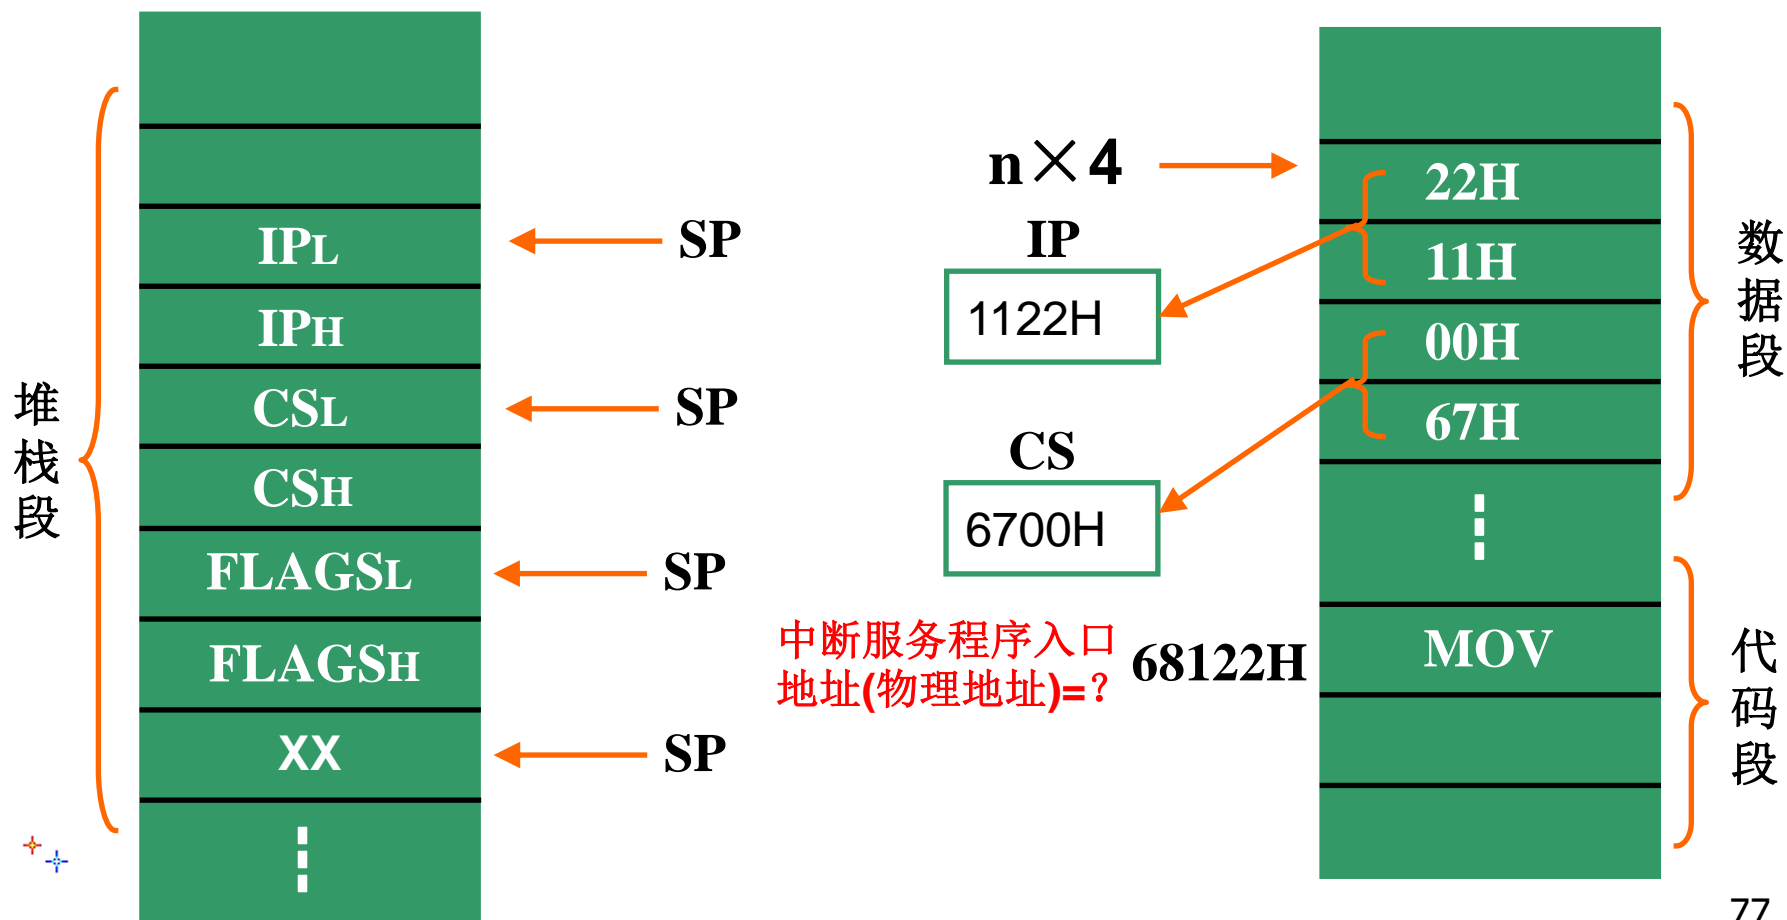 堆栈段
IPL
IPH
CSL
CSH
FLAGSL
FLAGSH
XX
SP
SP
SP
SP
n×4
IP
1122H
CS
6700H
中断服务程序入口
地址(物理地址)=?
68122H
22H
11H
00H
67H
MOV
数据段
代码段
77